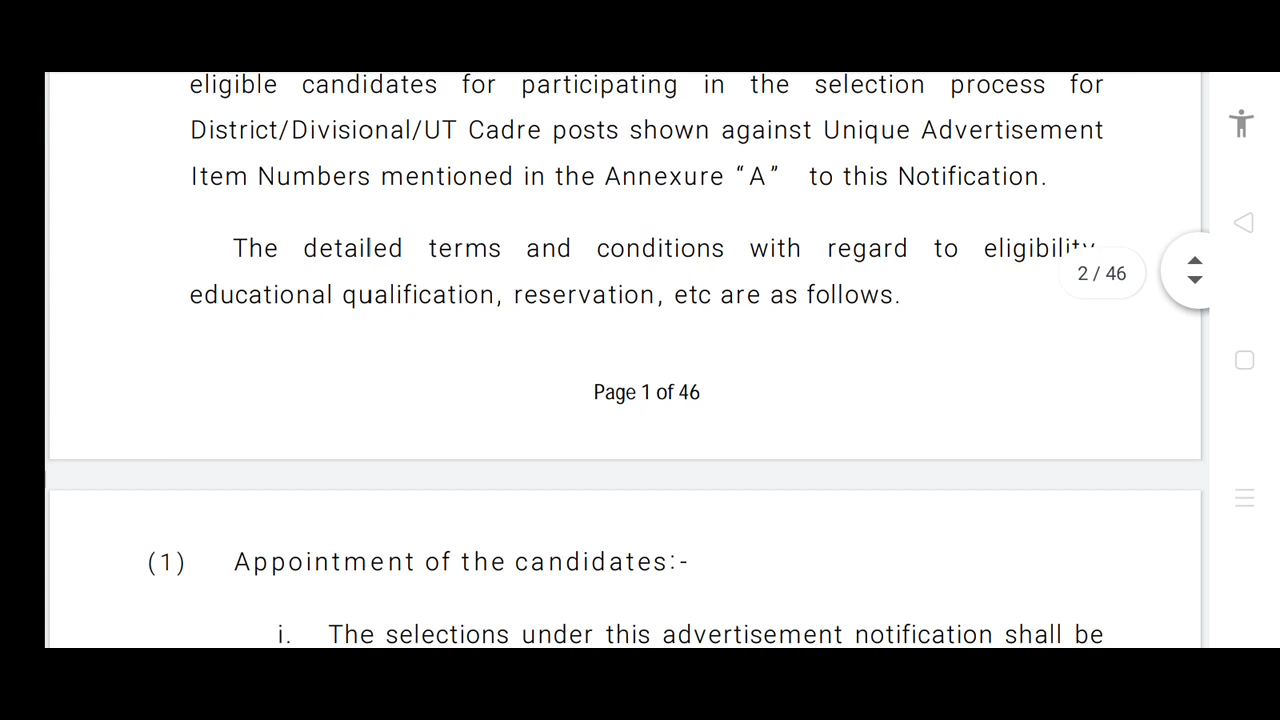 eligible candidates for participating in the selection process for
District/Divisional/UT Cadre posts shown against Unique Advertisement
Item Numbers mentioned in the Annexure “A” to this Notification.
The detailed terms and conditions with regard to eligibility,
2 / 46
educational qualification, reservation, etc are as follows.
Page 1 of 46
(1) Appointment of the candidates:-
i. The selections under this advertisement notification shall be